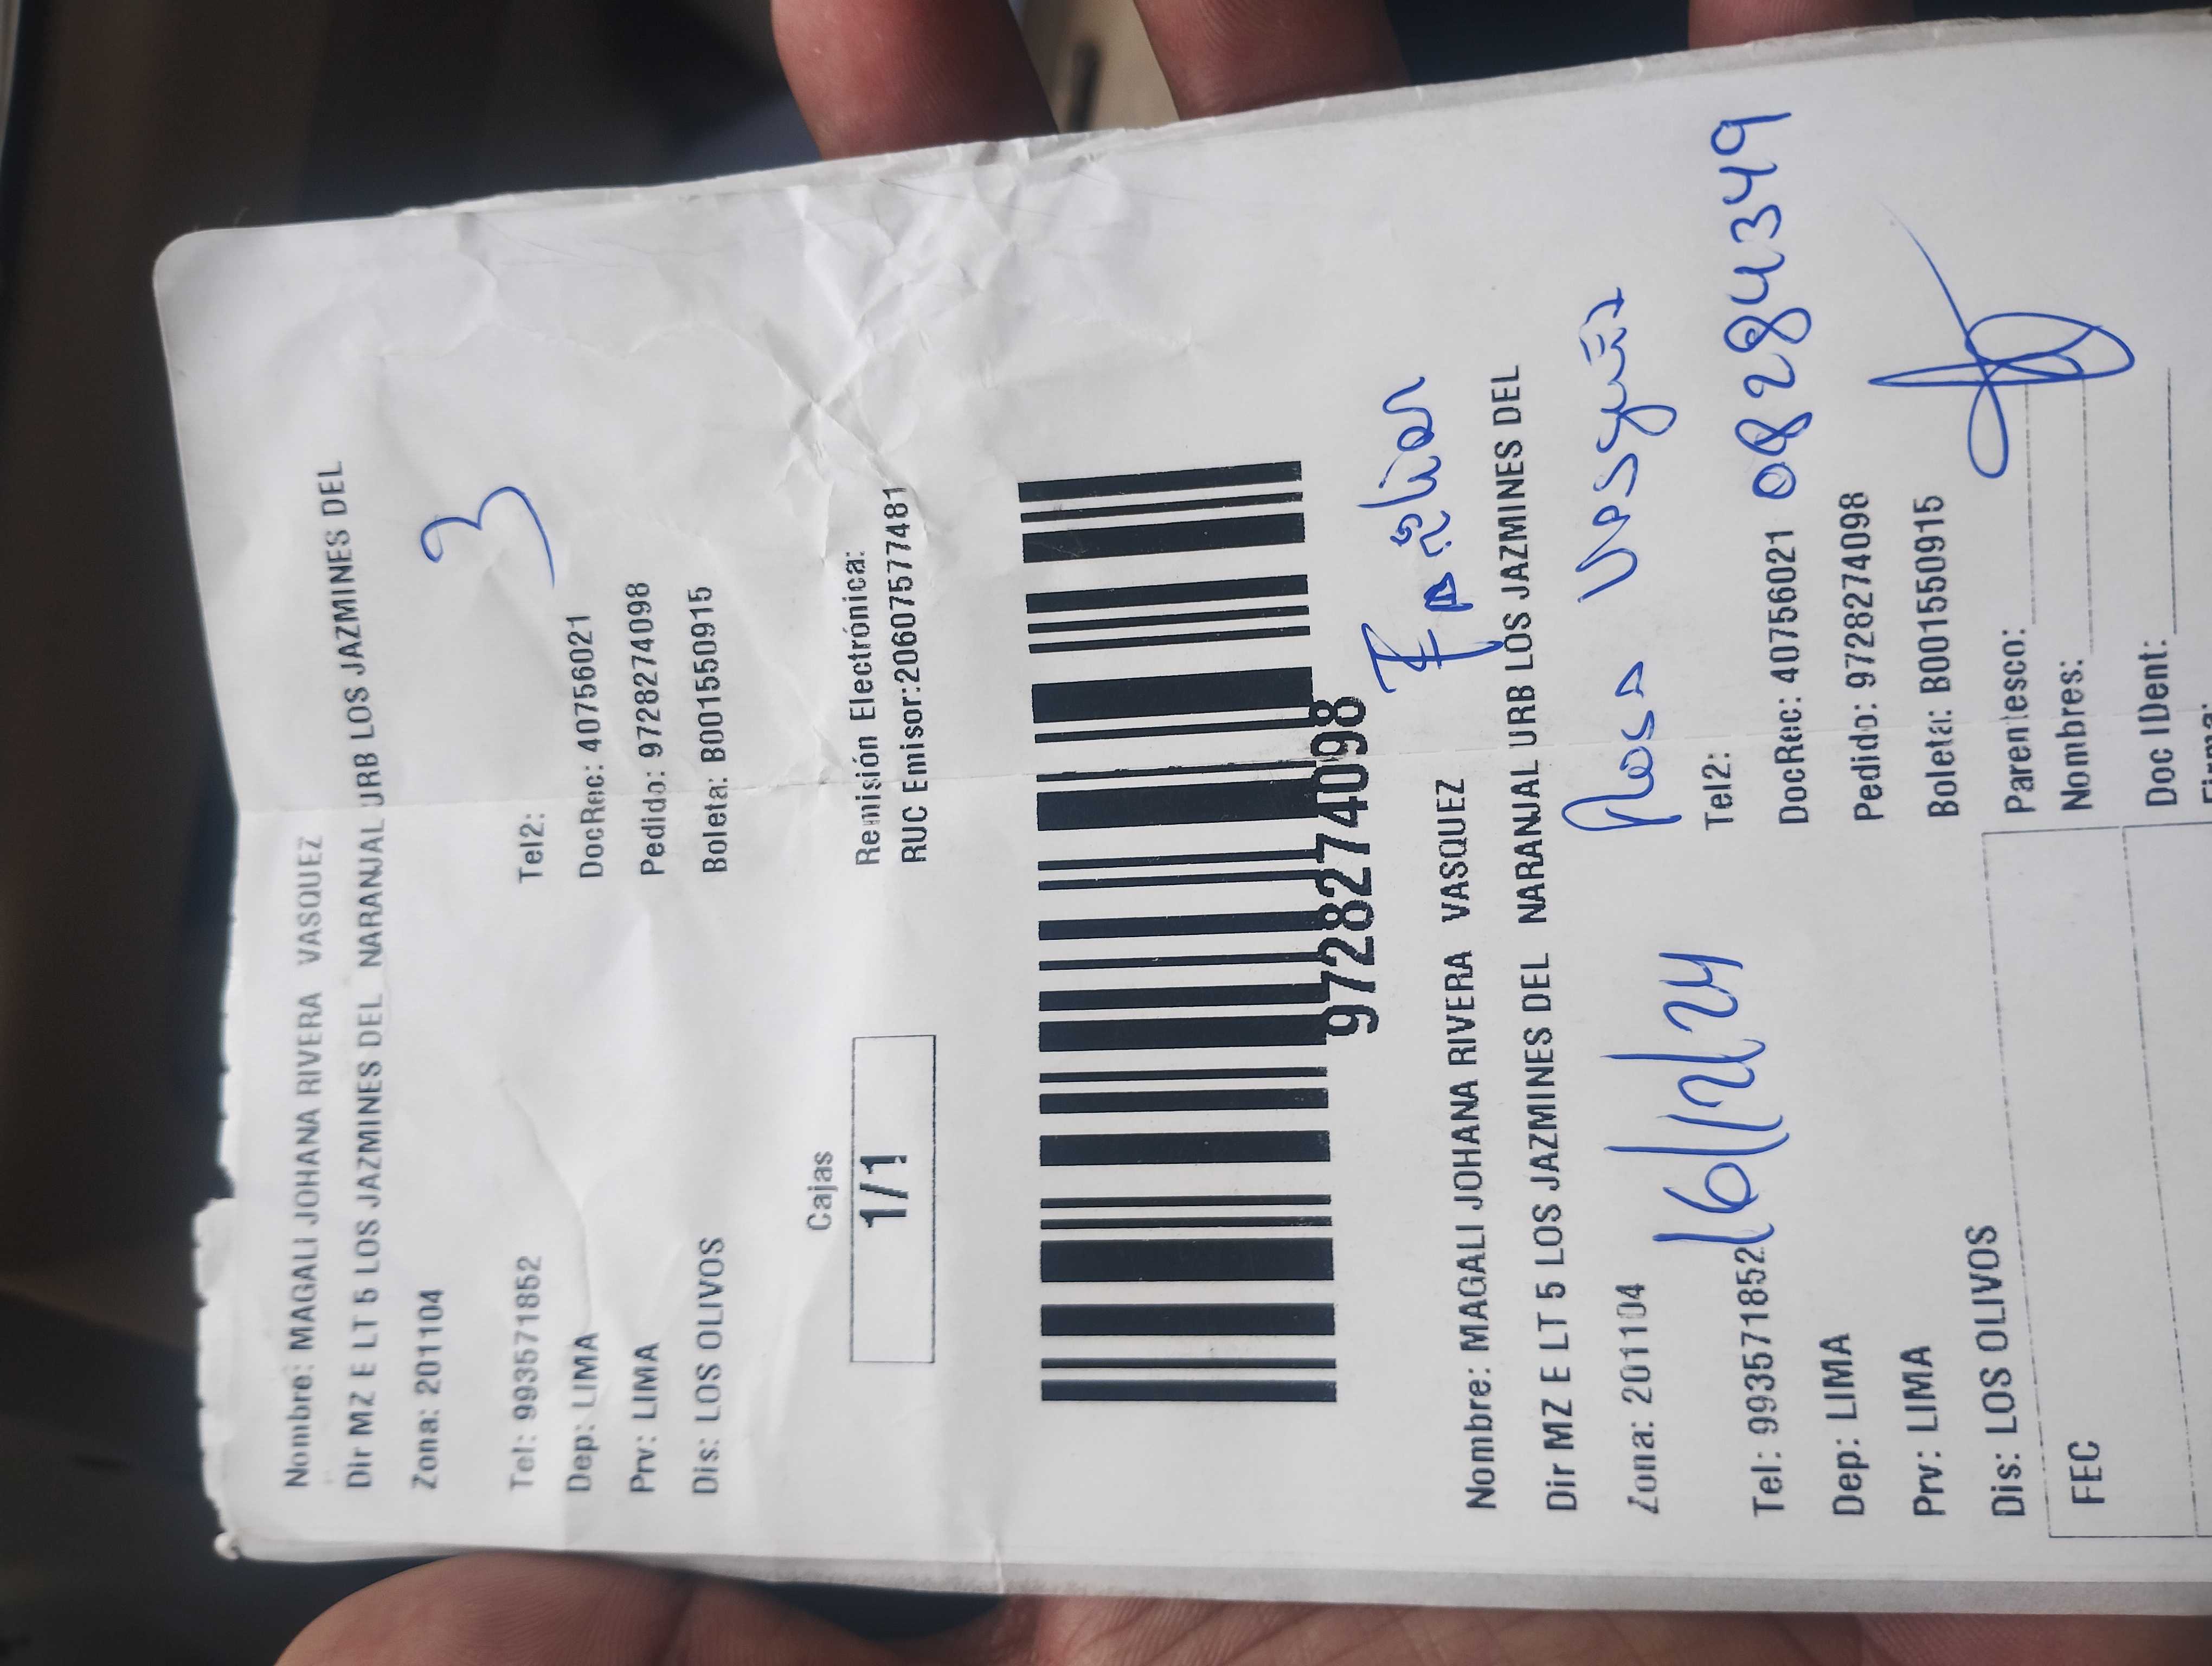 Nombre: MAGALI JOHANA RIVERA VASQUEZ
Dir MZ E LT 5 LOS JAZMINES DEL NARANJAL URB LOS JAZMINES DEL
Zona: 201104
3
Tel: 993571852 Tel2:
Dep: LIMA DocRec: 40756021
Prv: LIMA Pedido: 9728274098
Dis: LOS OLIVOS Boleta: B001550915
Cajas Remisión Electrónica:
1/1 RUC Emisor:20607577481
9728274098
Familiar
Nombre: MAGALI JOHANA RIVERA VASQUEZ
Dir MZ E LT 5 LOS JAZMINES DEL NARANJAL URB LOS JAZMINES DEL
Rosa Vasquez
Zona: 201104
16/12/24
Tel: 993571852 Tel2:
08284349
Dep: LIMA DocRec: 40756021
Prv: LIMA Pedido: 9728274098
Dis: LOS OLIVOS Boleta: B001550915
Parentesco:
FEC Nombres:
Doc IDent: